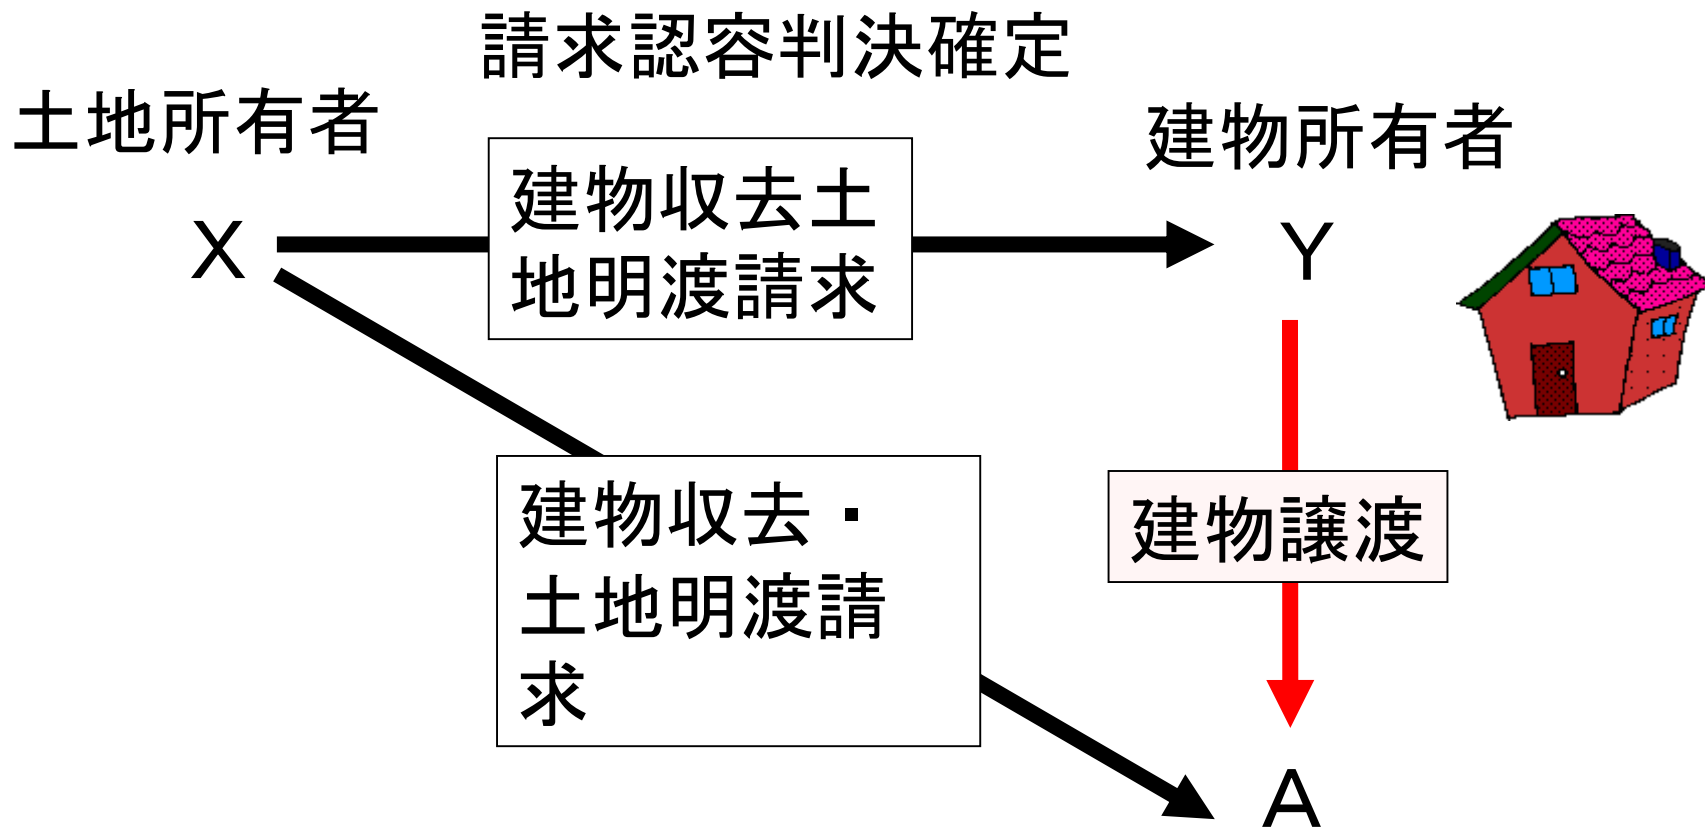 請求認容判決確定
土地所有者
建物所有者
建物収去土
地明渡請求
X
Y
建物収去・
土地明渡請
求
建物譲渡
A